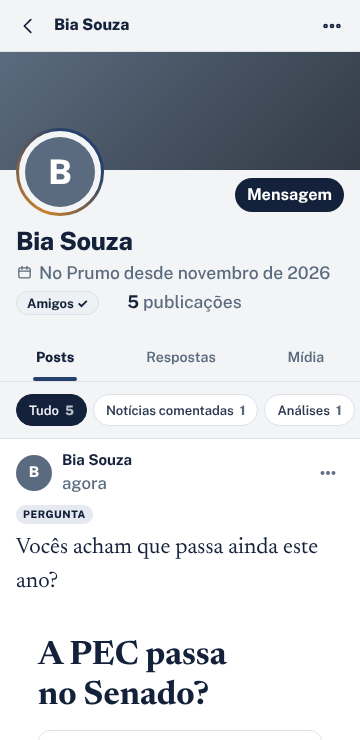 Bia Souza
B
Mensagem
Bia Souza
No Prumo desde novembro de 2026
Amigos ✓ 5 publicações
Posts Respostas Mídia
Tudo 5 Notícias comentadas 1 Análises 1
B
Bia Souza
agora
PERGUNTA
Vocês acham que passa ainda este
ano?
A PEC passa
no Senado?